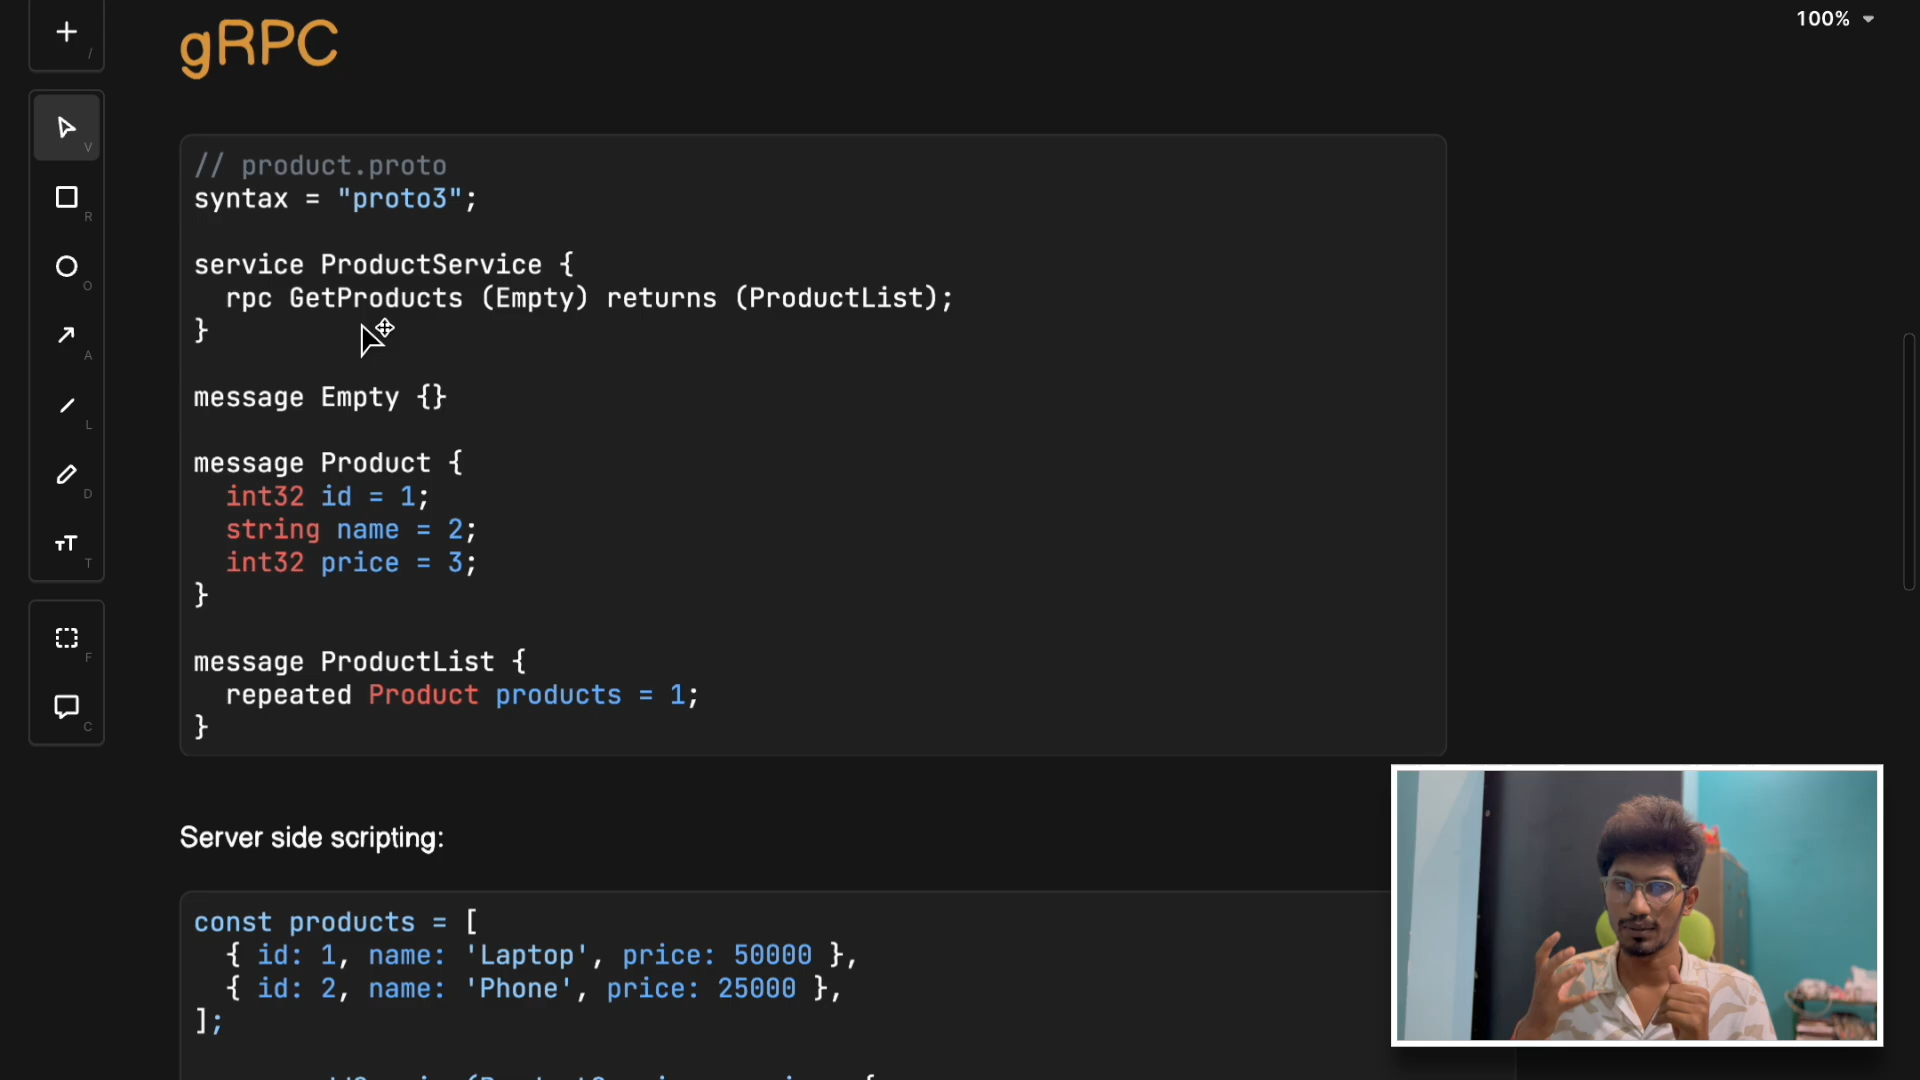 100%
gRPC
/
V
R
O
A
L
D
T
F
C
// product.proto
syntax = "proto3";
service ProductService {
rpc GetProducts (Empty) returns (ProductList);
}
message Empty {}
message Product {
int32 id = 1;
string name = 2;
int32 price = 3;
}
message ProductList {
repeated Product products = 1;
}
Server side scripting:
const products = [
{ id: 1, name: 'Laptop', price: 50000 },
{ id: 2, name: 'Phone', price: 25000 },
];